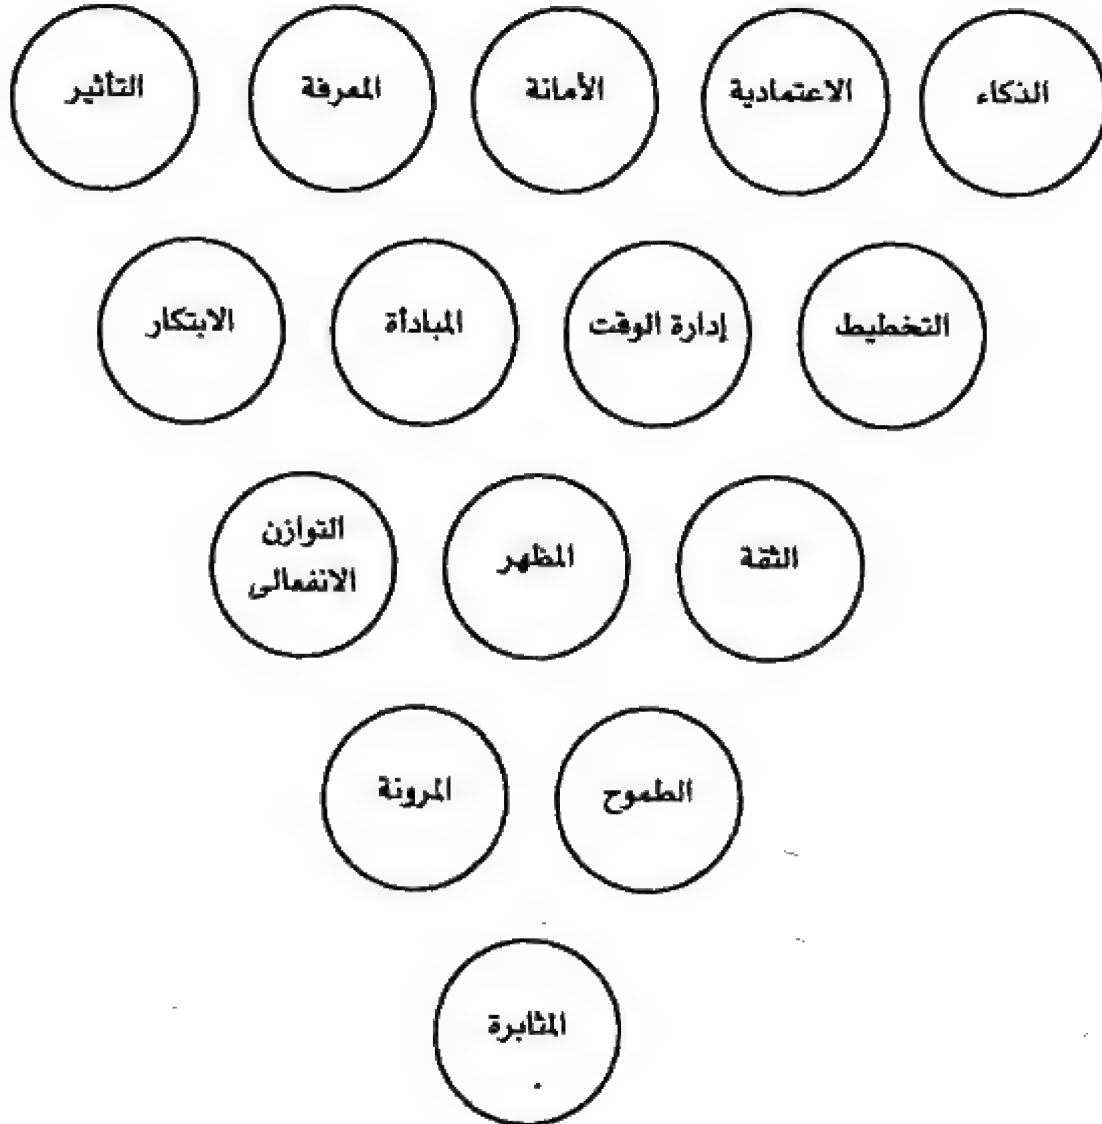 الذكاء
الاعتمادية
الأمانة
المعرفة
التأثير
التخطيط
إدارة الوقت
المبادأة
الابتكار
الثقة
المظهر
التوازن
الانفعالى
الطموح
المرونة
المثابرة